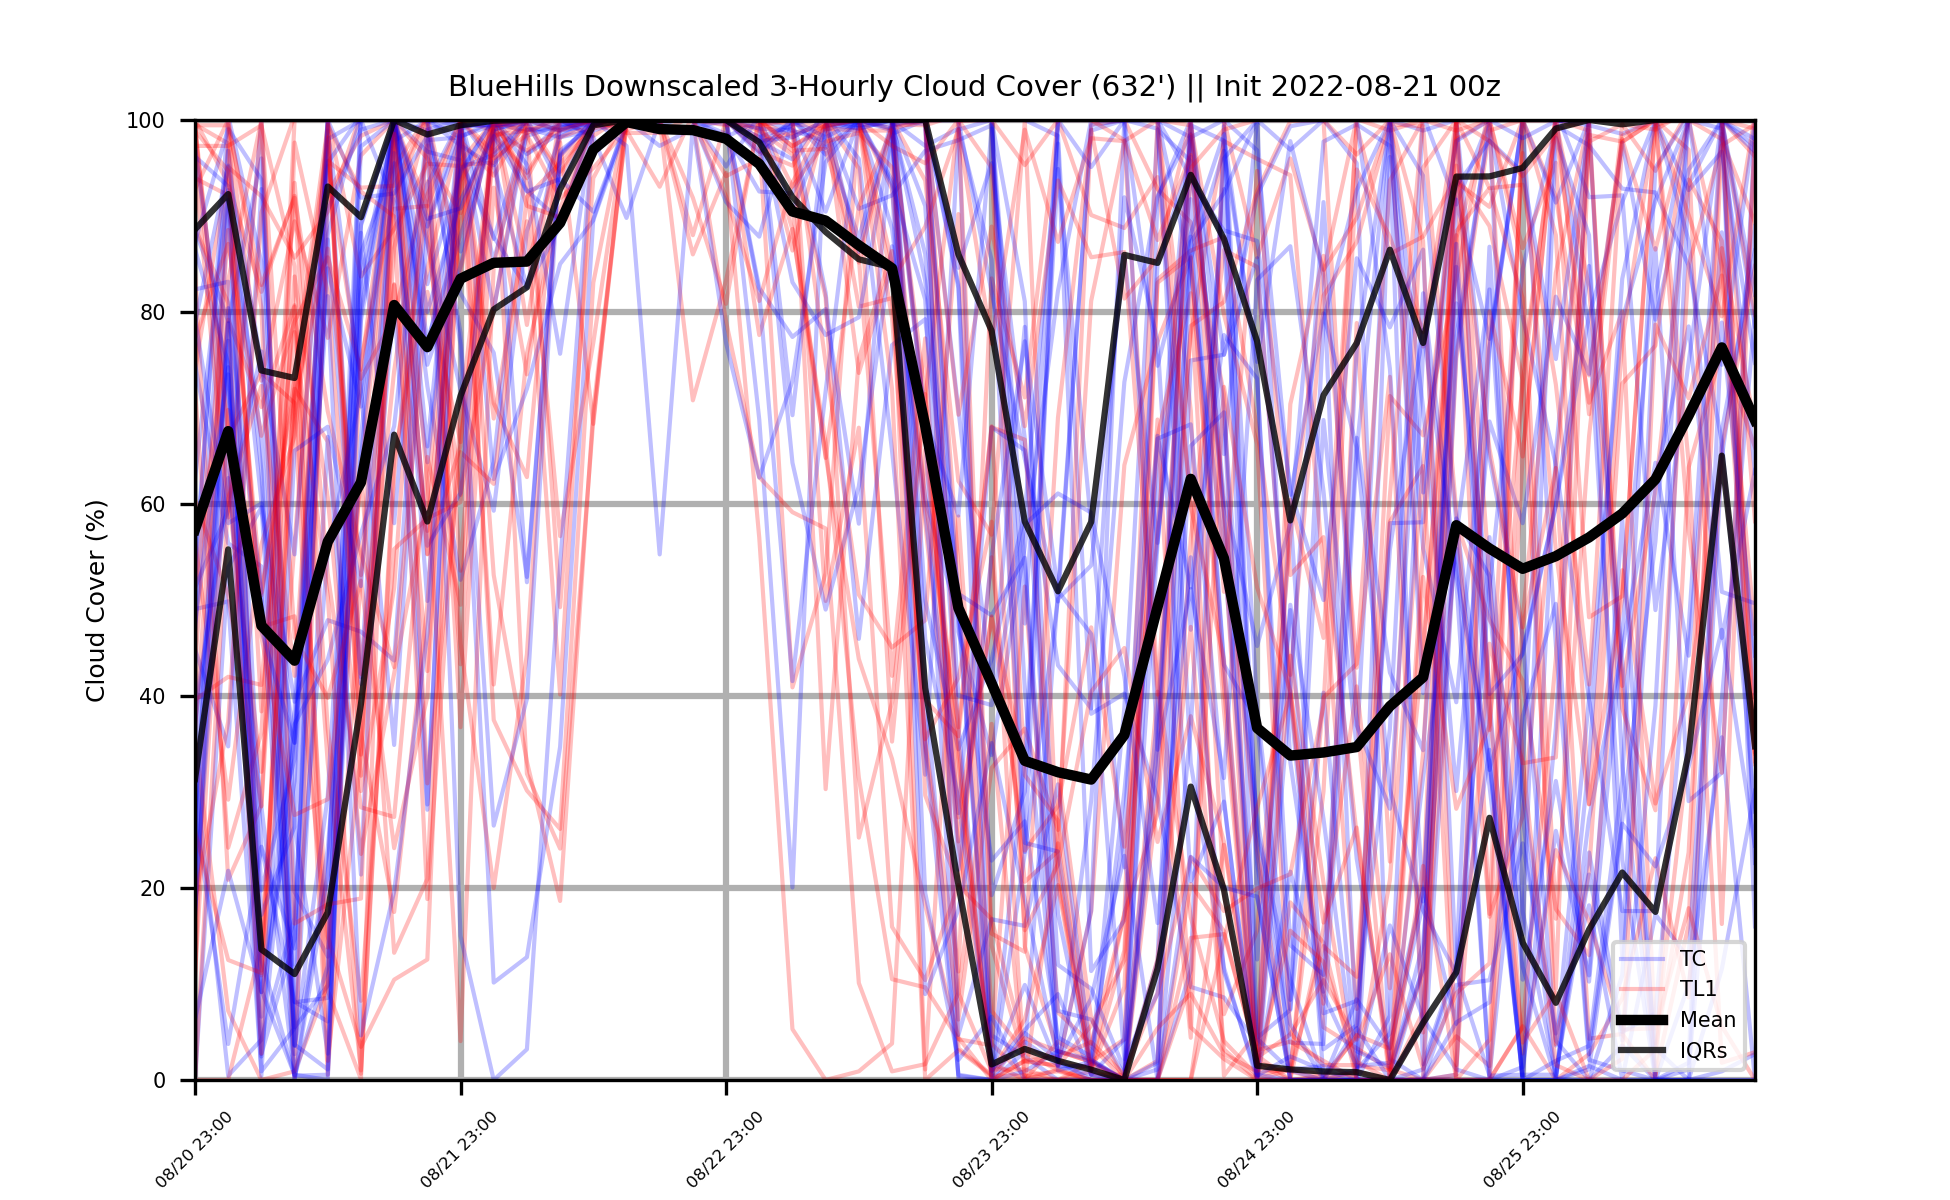 BlueHills Downscaled 3-Hourly Cloud Cover (632') || Init 2022-08-21 00z
Cloud Cover (%)
100
80
60
40
20
0
08/20 23:00
08/21 23:00
08/22 23:00
08/23 23:00
08/24 23:00
08/25 23:00
TC
TL1
Mean
IQRs